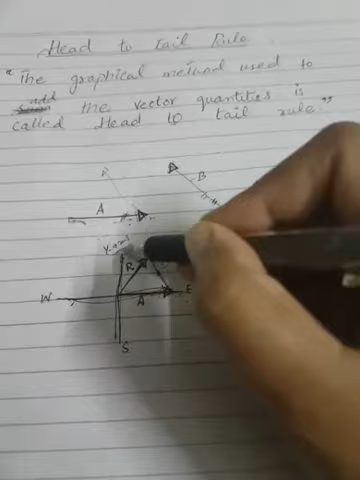 Head to tail Rule
"The graphical method used to
add the vector quantities is
called Head to tail rule."
R B
A
Y-axis
R
W A E
S